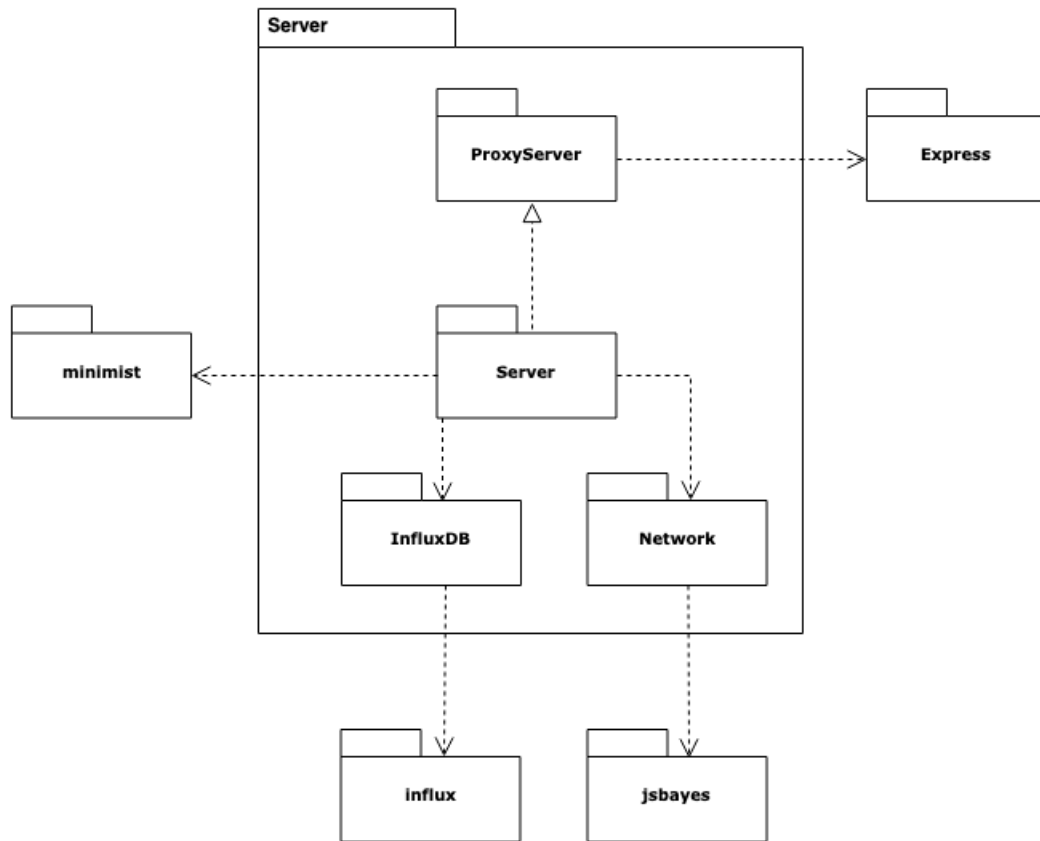 Server
ProxyServer
Express
minimist
Server
InfluxDB
Network
influx
jsbayes